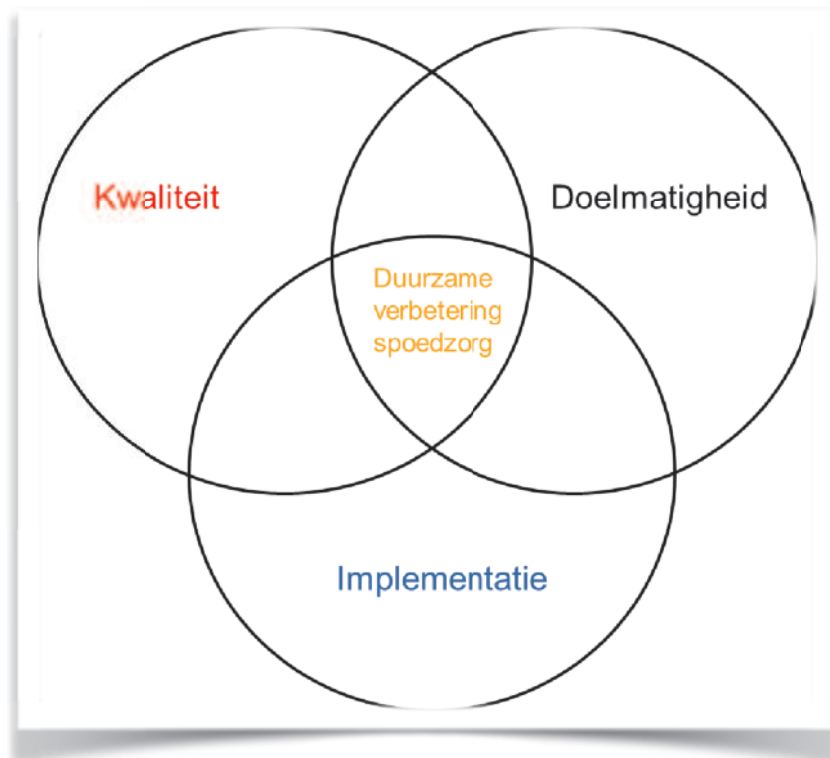 Kwaliteit
Doelmatigheid
Duurzame
verbetering
spoedzorg
Implementatie